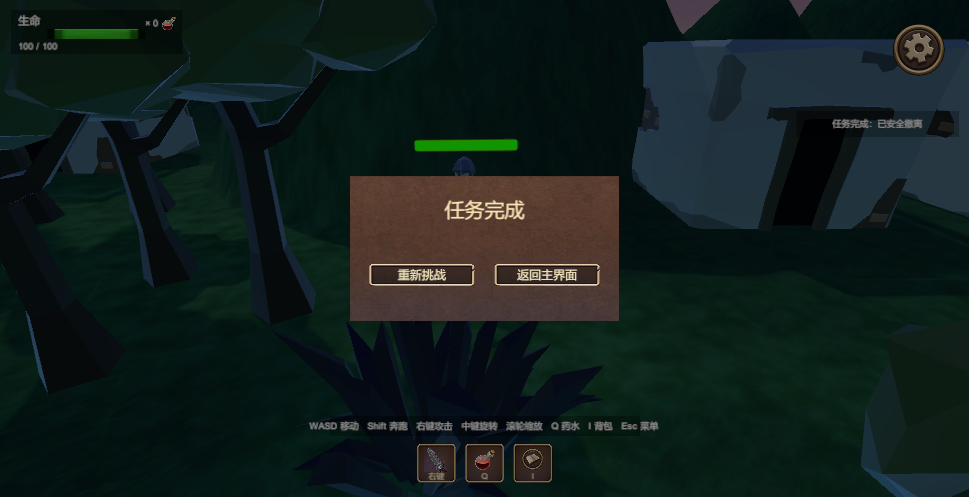 生命
× 0
100 / 100
任务完成：已安全撤离
任务完成
重新挑战
返回主界面
WASD 移动 Shift 奔跑 右键攻击 中键旋转 滚轮缩放 Q 药水 I 背包 Esc 菜单
右键
Q
I